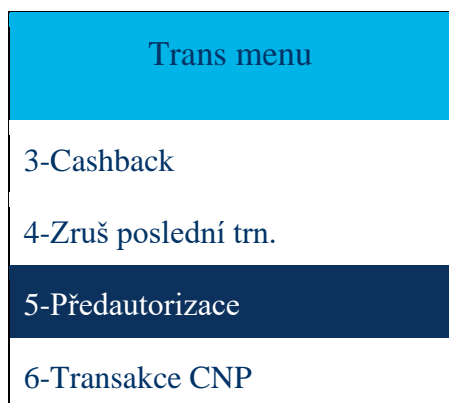 Trans menu
3-Cashback
4-Zruš poslední trn.
5-Předautorizace
6-Transakce CNP